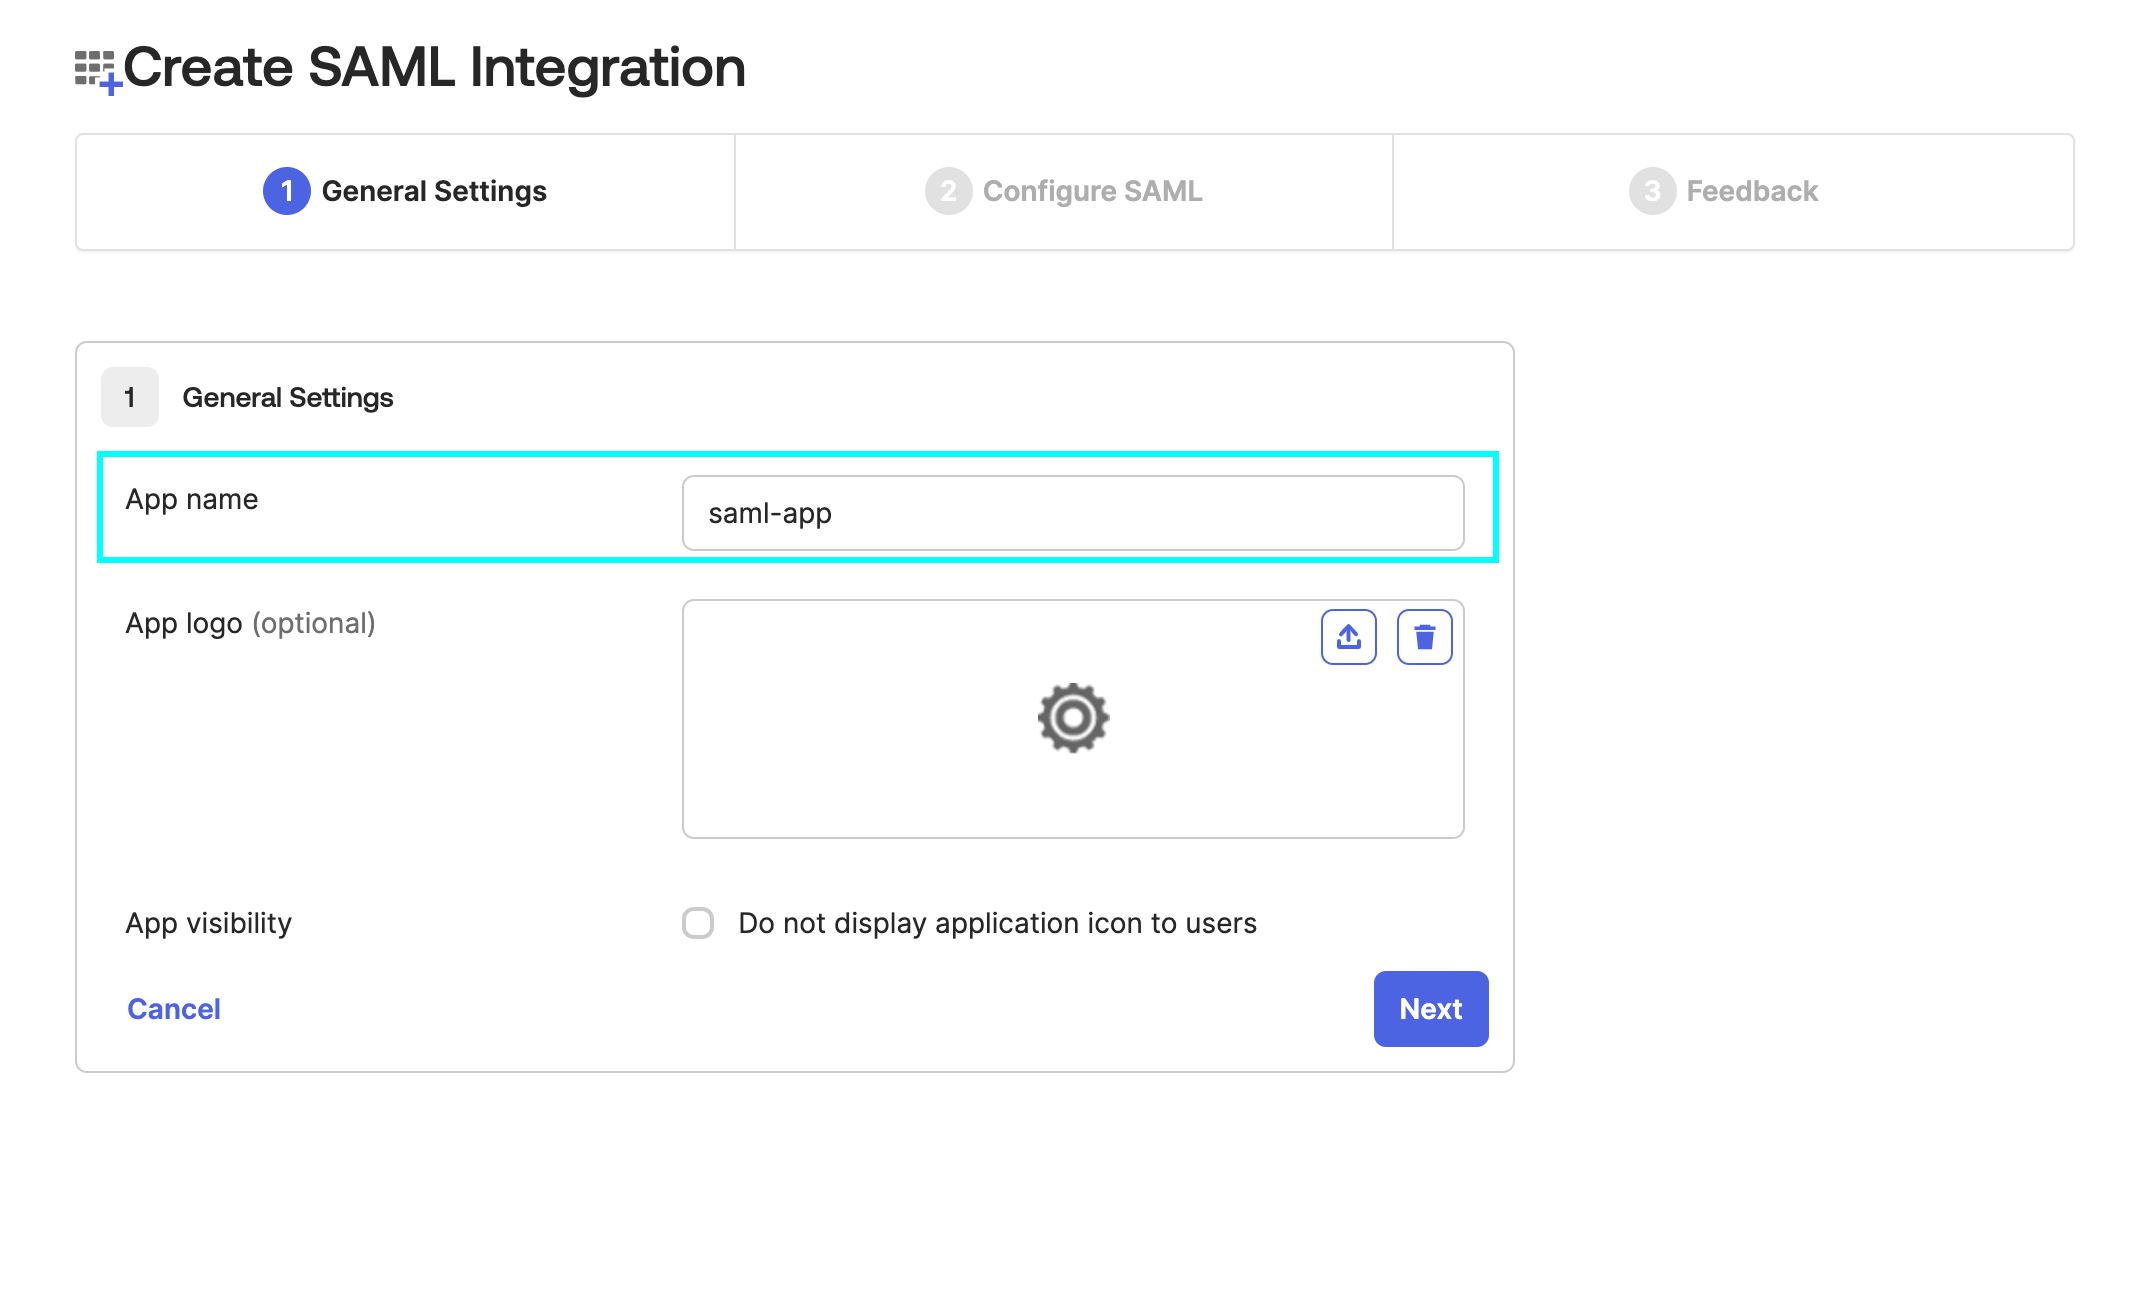 Create SAML Integration
1 General Settings
2 Configure SAML
3 Feedback
1 General Settings
App name
saml-app
App logo (optional)
App visibility
Do not display application icon to users
Cancel
Next